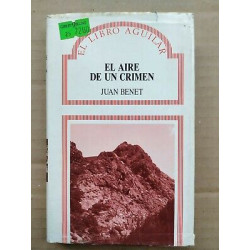 EL LIBRO AGUILAR
EL AIRE
DE UN CRIMEN
JUAN BENET